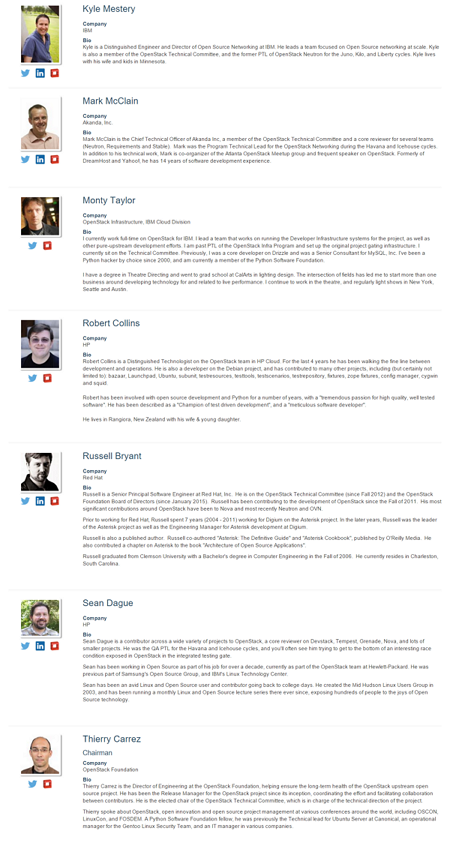 Kyle Mestery
Company
IBM
Bio
Kyle is a Distinguished Engineer and Director of Open Source Networking at IBM. He leads a team focused on Open Source networking at scale. Kyle
is also a member of the OpenStack Technical Committee, and the former PTL of OpenStack Neutron for the Juno, Kilo, and Liberty cycles. Kyle lives
with his wife and kids in Minnesota.
Mark McClain
Company
Akanda, Inc.
Bio
Mark McClain is the Chief Technical Officer of Akanda Inc, a member of the OpenStack Technical Committee and a core reviewer for several teams
(Neutron, Requirements and Stable). Mark was the Program Technical Lead for the OpenStack Networking during the Havana and Icehouse cycles.
In addition to his technical work, Mark is co-organizer of the Atlanta OpenStack Meetup group and frequent speaker on OpenStack. Formerly of
DreamHost and Yahoo!, he has 14 years of software development experience.
Monty Taylor
Company
OpenStack Infrastructure, IBM Cloud Division
Bio
I currently work full-time on OpenStack for IBM. I lead a team that works on running the Developer Infrastructure systems for the project, as well as
other pure-upstream development efforts. I am past PTL of the OpenStack Infra Program and set up the original project gating infrastructure. I
currently sit on the Technical Committee. Previously, I was a core developer on Drizzle and was a Senior Consultant for MySQL, Inc. I've been a
Python hacker by choice since 2000, and am currently a member of the Python Software Foundation.
I have a degree in Theatre Directing and went to grad school at CalArts in lighting design. The intersection of fields has led me to start more than one
business around developing technology for and related to live performance. I continue to work in the theatre, and regularly light shows in New York,
Seattle and Austin.
Robert Collins
Company
HP
Bio
Robert Collins is a Distinguished Technologist on the OpenStack team in HP Cloud. For the last 4 years he has been walking the fine line between
development and operations. He is also a developer on the Debian project, and has contributed to many other projects, including (but certainly not
limited to): bazaar, Launchpad, Ubuntu, subunit, testresources, testtools, testscenarios, testrepository, fixtures, zope.fixtures, config manager, cygwin
and squid.
Robert has been involved with open source development and Python for a number of years, with a "tremendous passion for high quality, well tested
software". He has been described as a "Champion of test driven development", and a "meticulous software developer".
He lives in Rangiora, New Zealand with his wife & young daughter.
Russell Bryant
Company
Red Hat
Bio
Russell is a Senior Principal Software Engineer at Red Hat, Inc. He is on the OpenStack Technical Committee (since Fall 2012) and the OpenStack
Foundation Board of Directors (since January 2015). Russell has been contributing to the development of OpenStack since the Fall of 2011. His most
significant contributions around OpenStack have been to Nova and most recently Neutron and OVN.
Prior to working for Red Hat, Russell spent 7 years (2004 - 2011) working for Digium on the Asterisk project. In the later years, Russell was the leader
of the Asterisk project as well as the Engineering Manager for Asterisk development at Digium.
Russell is also a published author. Russell co-authored "Asterisk: The Definitive Guide" and "Asterisk Cookbook", published by O'Reilly Media. He
also contributed a chapter on Asterisk to the book "Architecture of Open Source Applications".
Russell graduated from Clemson University with a Bachelor's degree in Computer Engineering in the Fall of 2006. He currently resides in Charleston,
South Carolina.
Sean Dague
Company
HP
Bio
Sean Dague is a contributor across a wide variety of projects to OpenStack, a core reviewer on Devstack, Tempest, Grenade, Nova, and lots of
smaller projects. He was the QA PTL for the Havana and Icehouse cycles, and you'll often see him trying to get to the bottom of an interesting race
condition exposed in OpenStack in the integrated testing gate.
Sean has been working in Open Source as part of his job for over a decade, currently as part of the OpenStack team at Hewlett-Packard. He was
previous part of Samsung's Open Source Group, and IBM's Linux Technology Center.
Sean has been an avid Linux and Open Source user and contributor going back to college days. He created the Mid Hudson Linux Users Group in
2003, and has been running a monthly Linux and Open Source lecture series there ever since, exposing hundreds of people to the joys of Open
Source technology.
Thierry Carrez
Chairman
Company
OpenStack Foundation
Bio
Thierry Carrez is the Director of Engineering at the OpenStack Foundation, helping ensure the long-term health of the OpenStack upstream open
source project. He has been the Release Manager for the OpenStack project since its inception, coordinating the effort and facilitating collaboration
between contributors. He is the elected chair of the OpenStack Technical Committee, which is in charge of the technical direction of the project.
Thierry spoke about OpenStack, open innovation and open source project management at various conferences around the world, including OSCON,
LinuxCon, and FOSDEM. A Python Software Foundation fellow, he was previously the Technical lead for Ubuntu Server at Canonical, an operational
manager for the Gentoo Linux Security Team, and an IT manager in various companies.